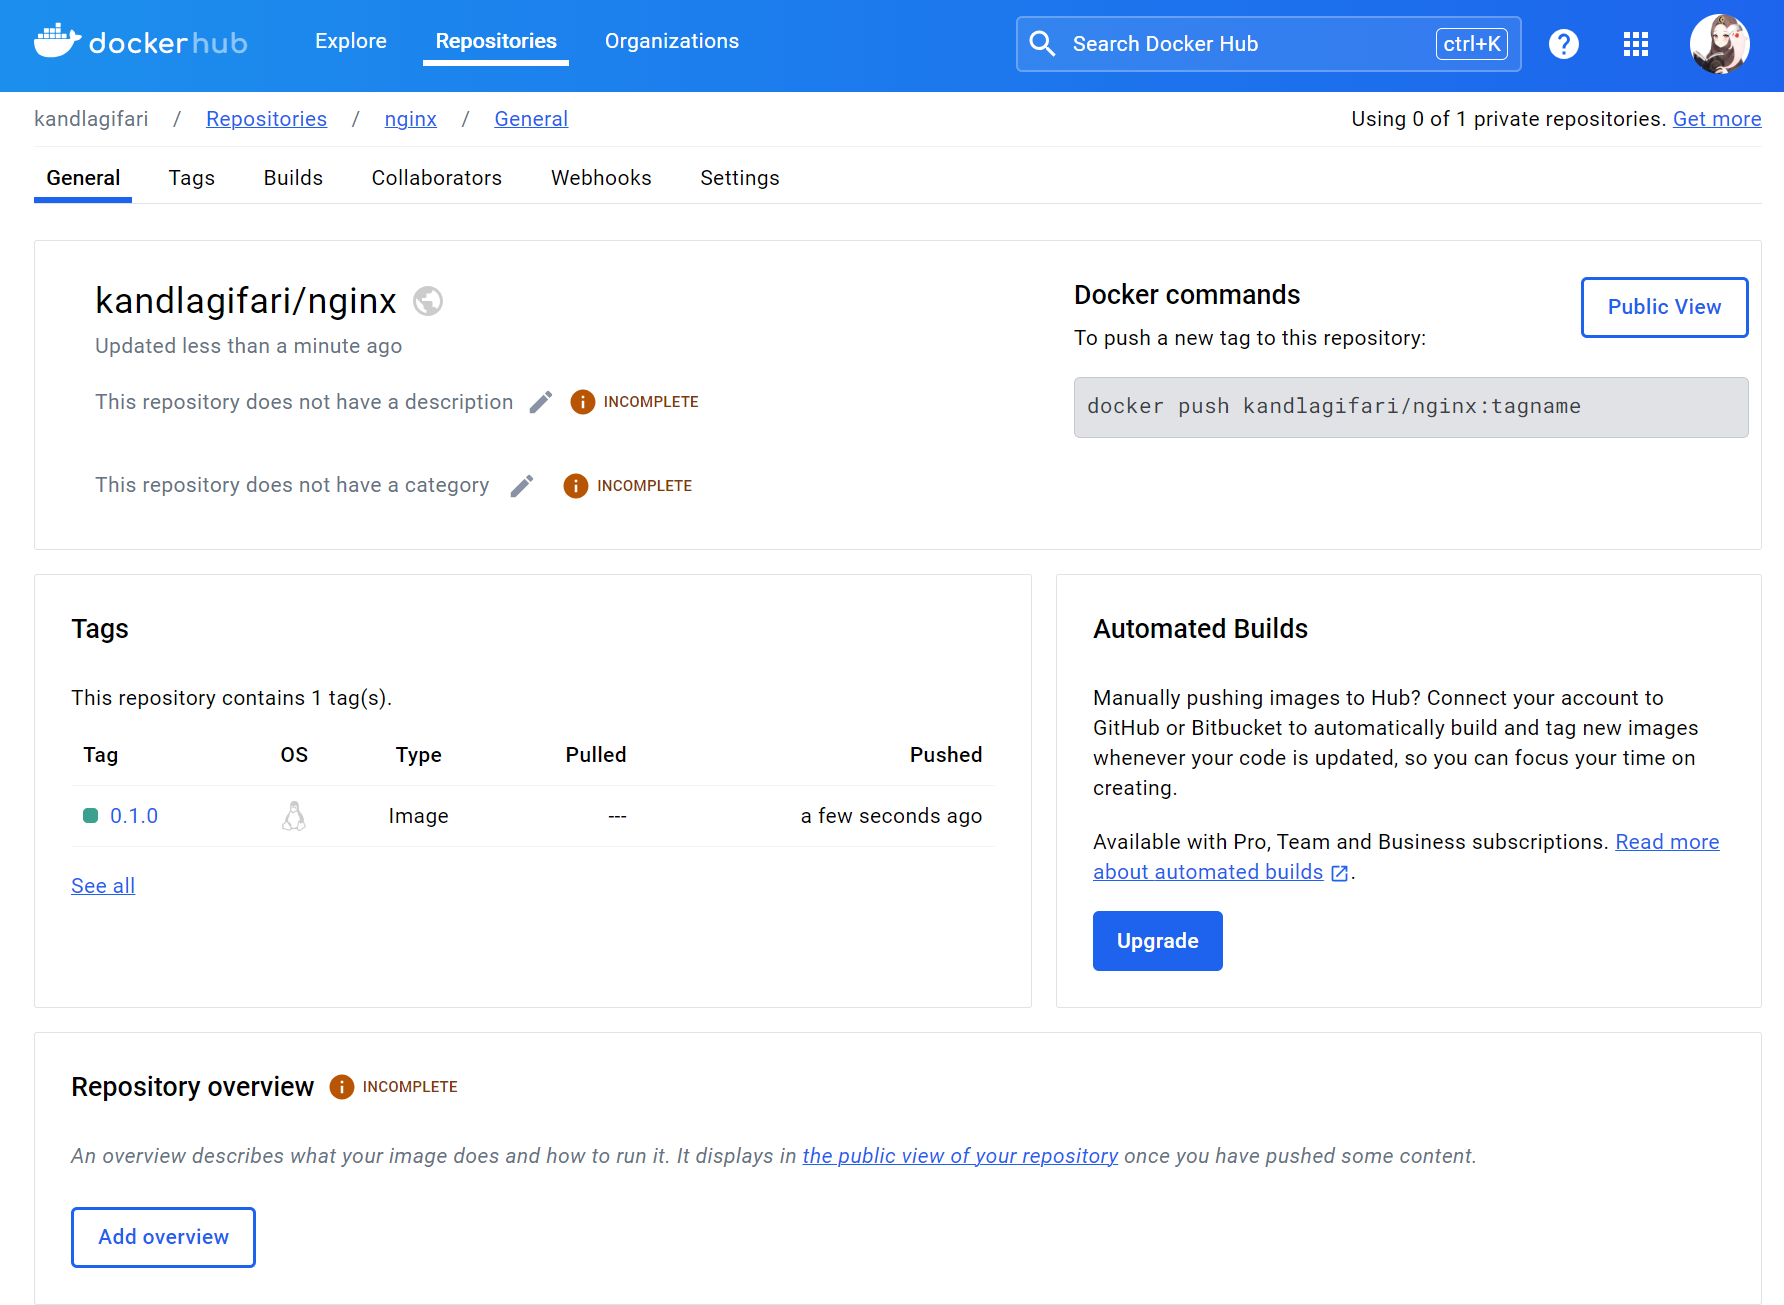 dockerhub
Explore
Repositories
Organizations
Search Docker Hub
ctrl+K
kandlagifari / Repositories / nginx / General
Using 0 of 1 private repositories. Get more
General
Tags
Builds
Collaborators
Webhooks
Settings
kandlagifari/nginx
Updated less than a minute ago
This repository does not have a description
INCOMPLETE
This repository does not have a category
INCOMPLETE
Docker commands
To push a new tag to this repository:
Public View
docker push kandlagifari/nginx:tagname
Tags
This repository contains 1 tag(s).
Tag OS Type Pulled Pushed
0.1.0 Image --- a few seconds ago
See all
Automated Builds
Manually pushing images to Hub? Connect your account to
GitHub or Bitbucket to automatically build and tag new images
whenever your code is updated, so you can focus your time on
creating.
Available with Pro, Team and Business subscriptions. Read more
about automated builds .
Upgrade
Repository overview
INCOMPLETE
An overview describes what your image does and how to run it. It displays in the public view of your repository once you have pushed some content.
Add overview